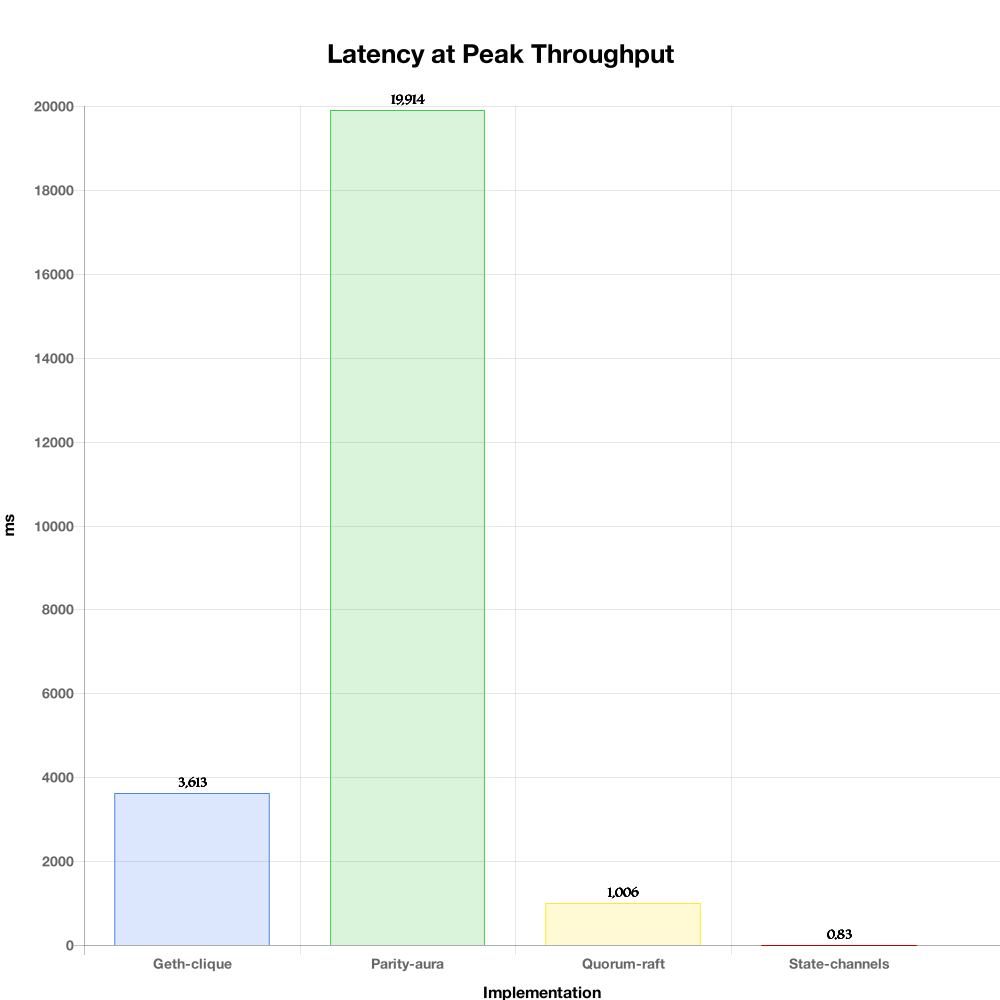 Latency at Peak Throughput
20000
18000
16000
14000
12000
10000
8000
6000
4000
2000
0
ms
3,613
19,914
1,006
0,83
Geth-clique
Parity-aura
Quorum-raft
State-channels
Implementation